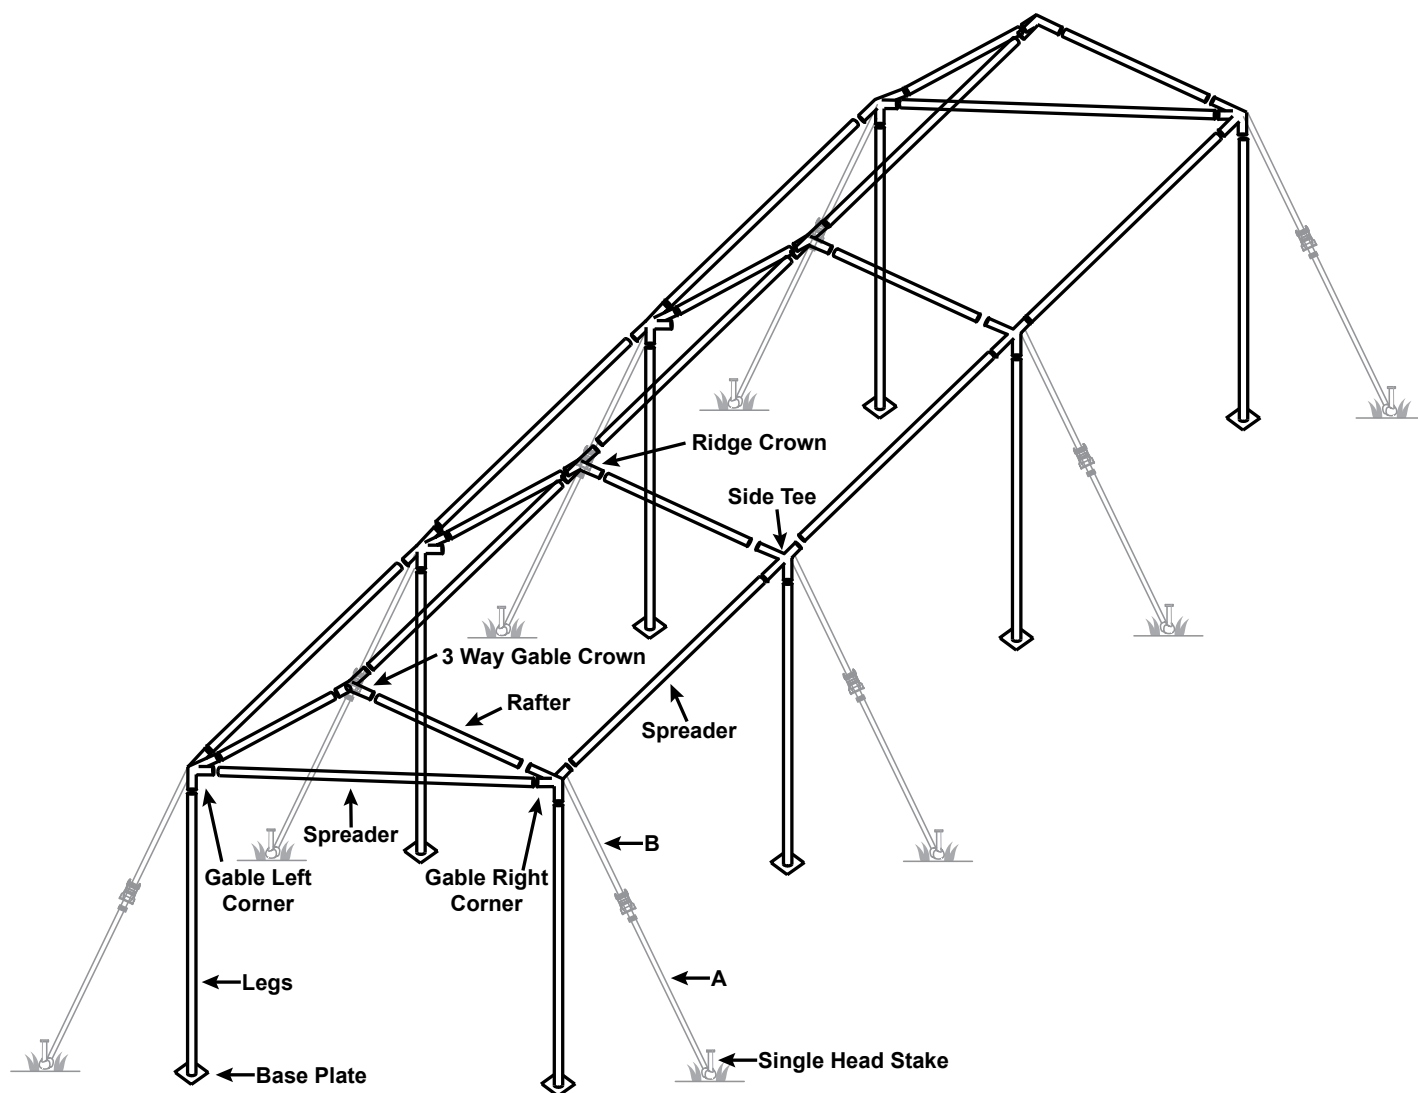 Ridge Crown
Side Tee
3 Way Gable Crown
Rafter
Spreader
Spreader
B
Gable Left
Corner
Gable Right
Corner
A
Legs
Single Head Stake
Base Plate